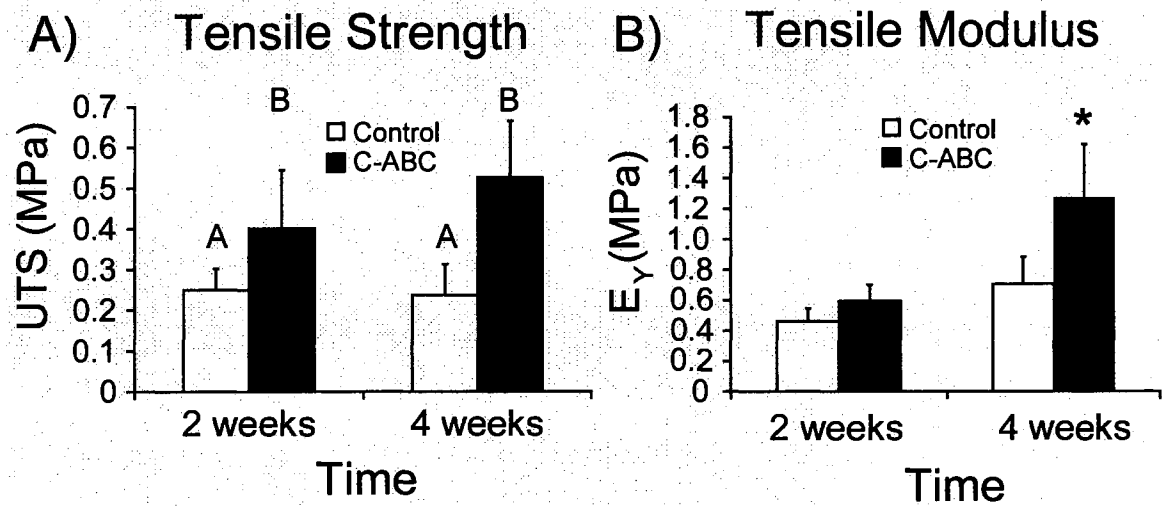 A) Tensile Strength
UTS (MPa)
0.7
0.6
0.5
0.4
0.3
0.2
0.1
0
Control
C-ABC
A
B
A
B
2 weeks
4 weeks
Time
B) Tensile Modulus
E_Y(MPa)
1.8
1.6
1.4
1.2
1.0
0.8
0.6
0.4
0.2
0
Control
C-ABC
*
2 weeks
4 weeks
Time